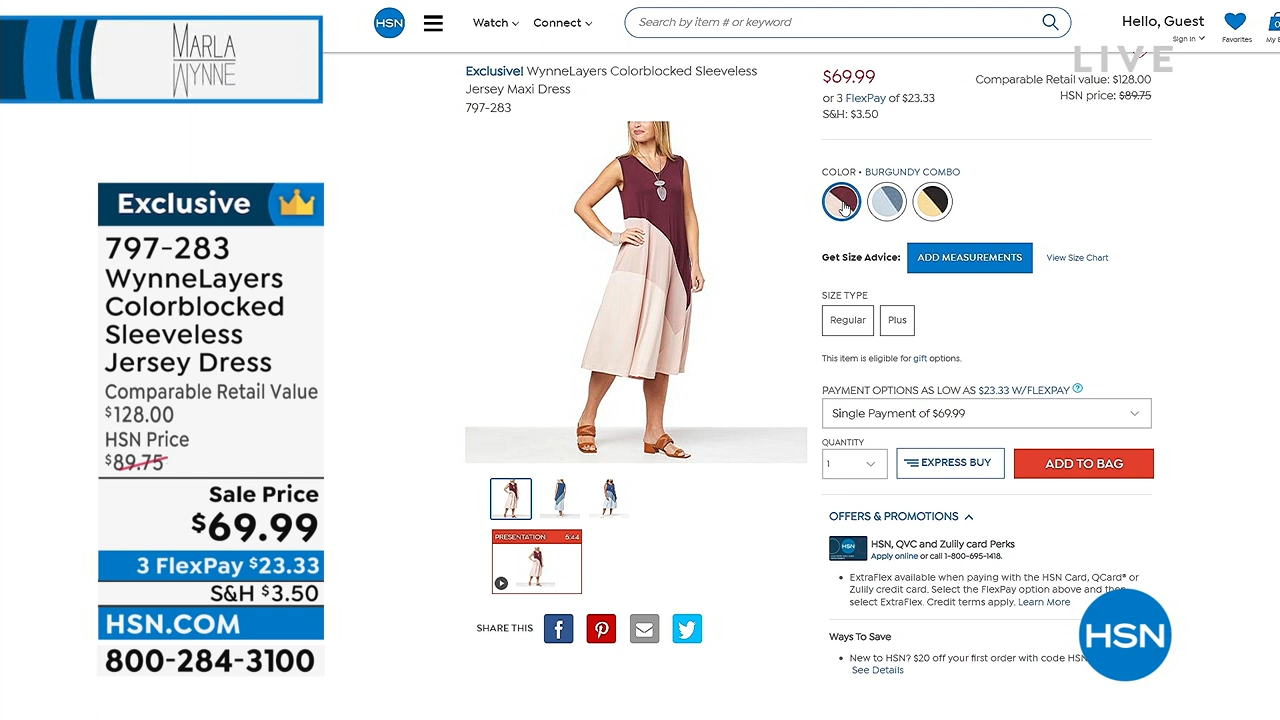 MARLA
WYNNE
Exclusive
797-283
WynneLayers
Colorblocked
Sleeveless
Jersey Dress
Comparable Retail Value
$128.00
HSN Price
$89.75
Sale Price
$69.99
3 FlexPay $23.33
S&H $3.50
HSN.COM
800-284-3100
HSN
Watch
Connect
Search by item # or keyword
Hello, Guest
Sign In
Favorites
0
LIVE
Exclusive! WynneLayers Colorblocked Sleeveless
Jersey Maxi Dress
797-283
PRESENTATION 5:44
SHARE THIS
$69.99
or 3 FlexPay of $23.33
S&H: $3.50
Comparable Retail value: $128.00
HSN price: $89.75
COLOR • BURGUNDY COMBO
Get Size Advice: ADD MEASUREMENTS View Size Chart
SIZE TYPE
Regular Plus
This item is eligible for gift options.
PAYMENT OPTIONS AS LOW AS $23.33 W/FLEXPAY ?
Single Payment of $69.99
QUANTITY
1 EXPRESS BUY ADD TO BAG
OFFERS & PROMOTIONS
HSN
HSN, QVC and Zulily card Perks
Apply online or call 1-800-695-1418.
• ExtraFlex available when paying with the HSN Card, QCard® or
Zulily credit card. Select the FlexPay option above and then
select ExtraFlex. Credit terms apply. Learn More
Ways To Save
• New to HSN? $20 off your first order with code
See Details
HSN